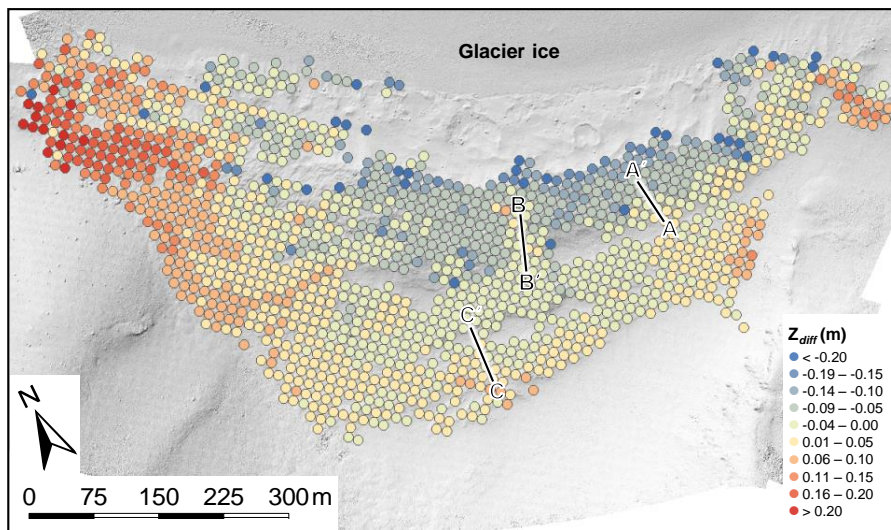 Glacier ice
A′
A
B
B′
C′
C
N
0 75 150 225 300 m
Zdiff (m)
< -0.20
-0.19 – -0.15
-0.14 – -0.10
-0.09 – -0.05
-0.04 – 0.00
0.01 – 0.05
0.06 – 0.10
0.11 – 0.15
0.16 – 0.20
> 0.20